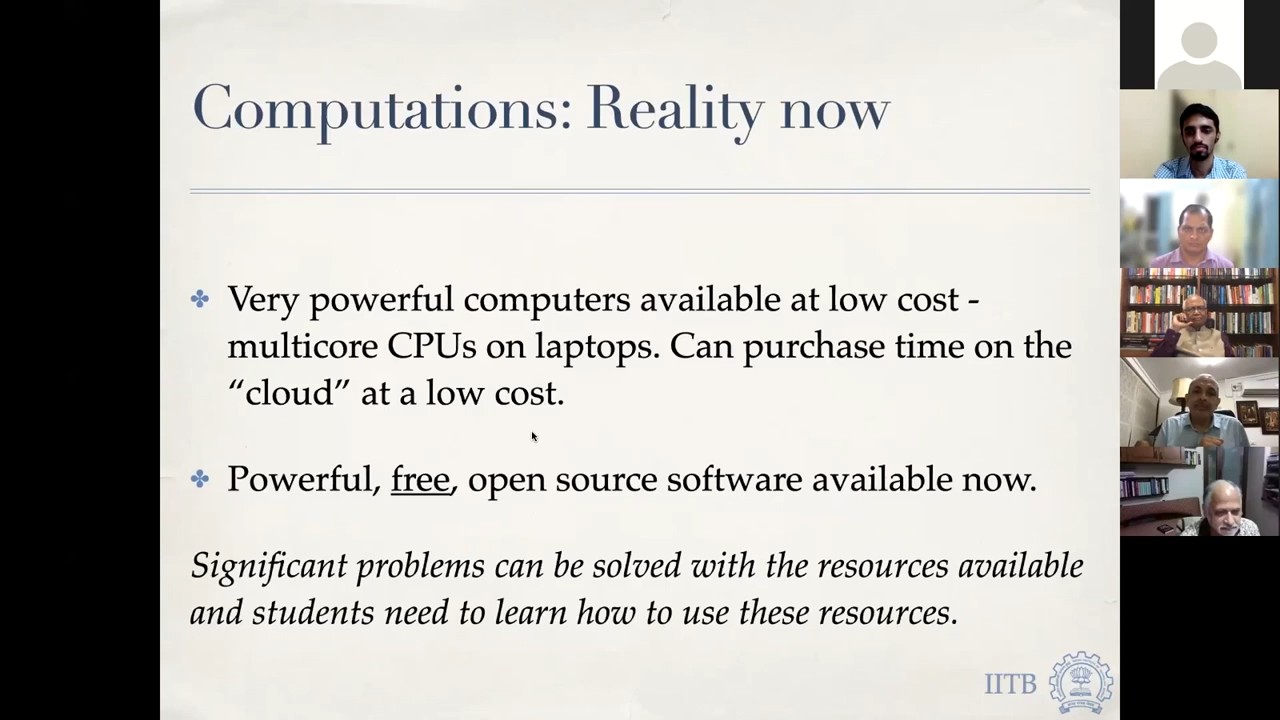 Computations: Reality now
Very powerful computers available at low cost -
multicore CPUs on laptops. Can purchase time on the
“cloud” at a low cost.
Powerful, free, open source software available now.
Significant problems can be solved with the resources available
and students need to learn how to use these resources.
IITB